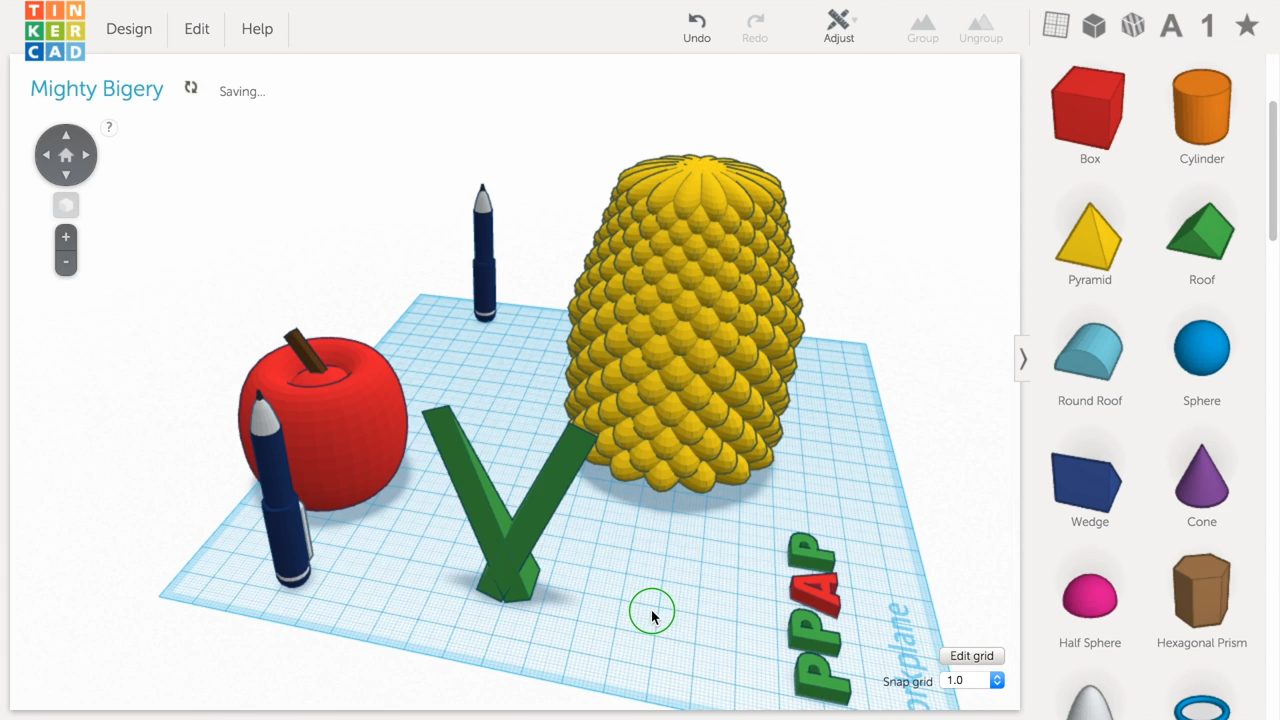 TIN
KER
CAD
Design Edit Help
Undo Redo Adjust Group Ungroup
A 1
Mighty Bigery Saving...
?
+
-
Box Cylinder
Pyramid Roof
Round Roof Sphere
Wedge Cone
Half Sphere Hexagonal Prism
PPAP
Edit grid
Snap grid 1.0